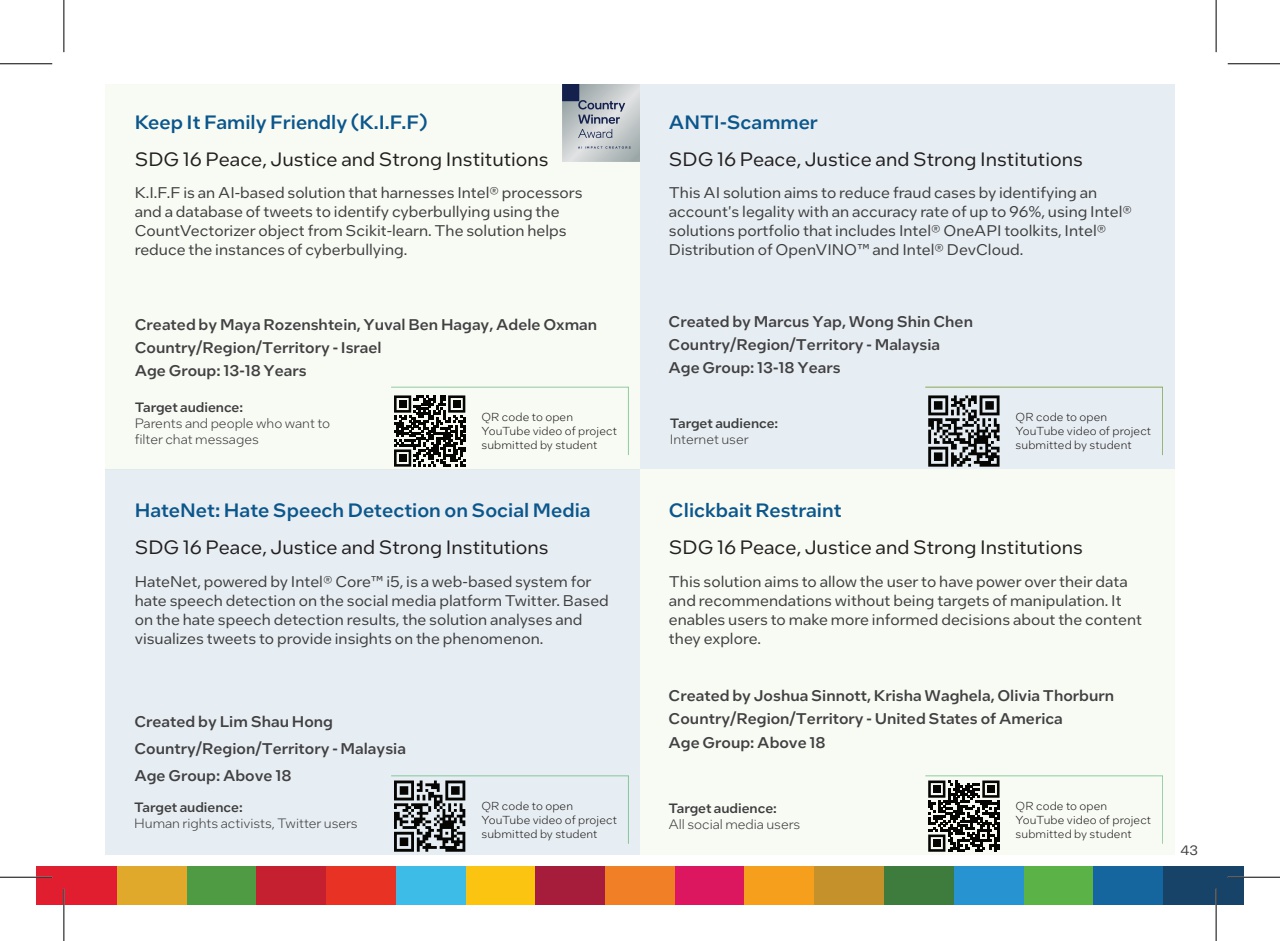 Keep It Family Friendly (K.I.F.F)
Country
Winner
Award
AI IMPACT CREATORS
SDG 16 Peace, Justice and Strong Institutions
K.I.F.F is an AI-based solution that harnesses Intel® processors
and a database of tweets to identify cyberbullying using the
CountVectorizer object from Scikit-learn. The solution helps
reduce the instances of cyberbullying.
Created by Maya Rozenshtein, Yuval Ben Hagay, Adele Oxman
Country/Region/Territory - Israel
Age Group: 13-18 Years
Target audience:
Parents and people who want to
filter chat messages
QR code to open
YouTube video of project
submitted by student
ANTI-Scammer
SDG 16 Peace, Justice and Strong Institutions
This AI solution aims to reduce fraud cases by identifying an
account's legality with an accuracy rate of up to 96%, using Intel®
solutions portfolio that includes Intel® OneAPI toolkits, Intel®
Distribution of OpenVINO™ and Intel® DevCloud.
Created by Marcus Yap, Wong Shin Chen
Country/Region/Territory - Malaysia
Age Group: 13-18 Years
Target audience:
Internet user
QR code to open
YouTube video of project
submitted by student
HateNet: Hate Speech Detection on Social Media
SDG 16 Peace, Justice and Strong Institutions
HateNet, powered by Intel® Core™ i5, is a web-based system for
hate speech detection on the social media platform Twitter. Based
on the hate speech detection results, the solution analyses and
visualizes tweets to provide insights on the phenomenon.
Created by Lim Shau Hong
Country/Region/Territory - Malaysia
Age Group: Above 18
Target audience:
Human rights activists, Twitter users
QR code to open
YouTube video of project
submitted by student
Clickbait Restraint
SDG 16 Peace, Justice and Strong Institutions
This solution aims to allow the user to have power over their data
and recommendations without being targets of manipulation. It
enables users to make more informed decisions about the content
they explore.
Created by Joshua Sinnott, Krisha Waghela, Olivia Thorburn
Country/Region/Territory - United States of America
Age Group: Above 18
Target audience:
All social media users
QR code to open
YouTube video of project
submitted by student
43